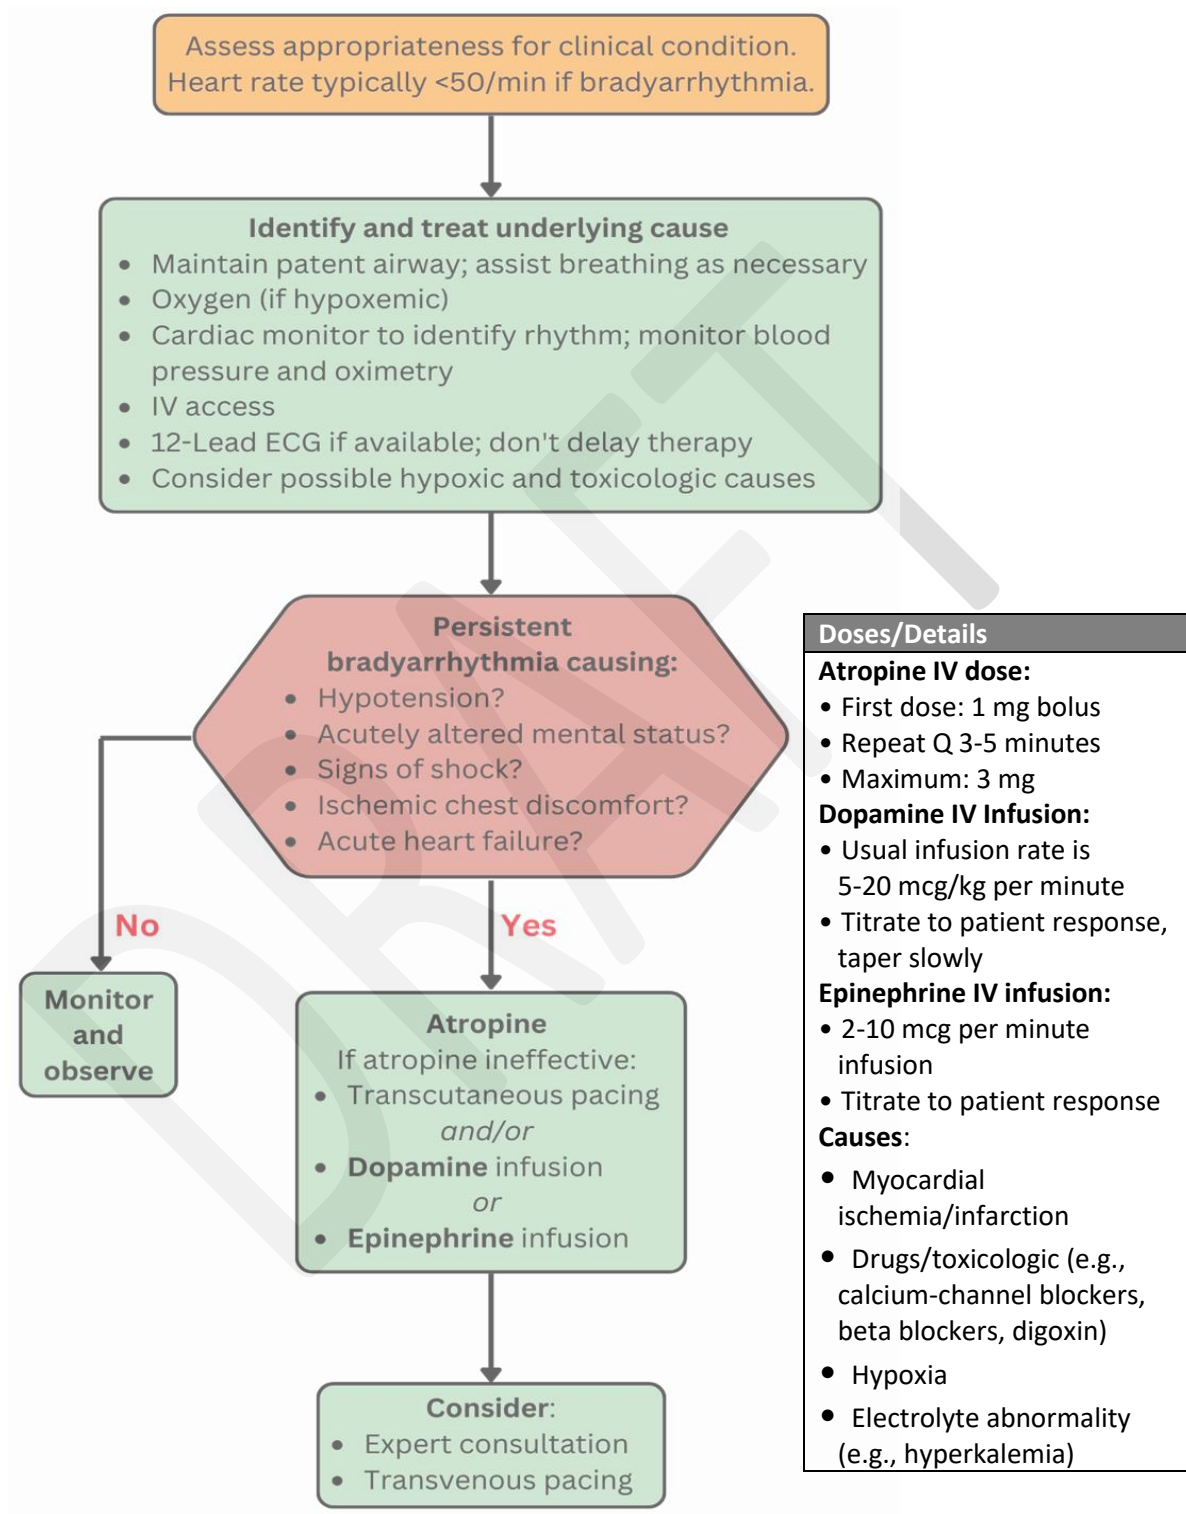 Assess appropriateness for clinical condition.
Heart rate typically <50/min if bradyarrhythmia.
Identify and treat underlying cause
• Maintain patent airway; assist breathing as necessary
• Oxygen (if hypoxemic)
• Cardiac monitor to identify rhythm; monitor blood
pressure and oximetry
• IV access
• 12-Lead ECG if available; don't delay therapy
• Consider possible hypoxic and toxicologic causes
Persistent
bradyarrhythmia causing:
• Hypotension?
• Acutely altered mental status?
• Signs of shock?
• Ischemic chest discomfort?
• Acute heart failure?
No
Yes
Monitor
and
observe
Atropine
If atropine ineffective:
• Transcutaneous pacing
and/or
• Dopamine infusion
or
• Epinephrine infusion
Consider:
• Expert consultation
• Transvenous pacing
Doses/Details
Atropine IV dose:
• First dose: 1 mg bolus
• Repeat Q 3-5 minutes
• Maximum: 3 mg
Dopamine IV Infusion:
• Usual infusion rate is
5-20 mcg/kg per minute
• Titrate to patient response,
taper slowly
Epinephrine IV infusion:
• 2-10 mcg per minute
infusion
• Titrate to patient response
Causes:
• Myocardial
ischemia/infarction
• Drugs/toxicologic (e.g.,
calcium-channel blockers,
beta blockers, digoxin)
• Hypoxia
• Electrolyte abnormality
(e.g., hyperkalemia)
DRAFT